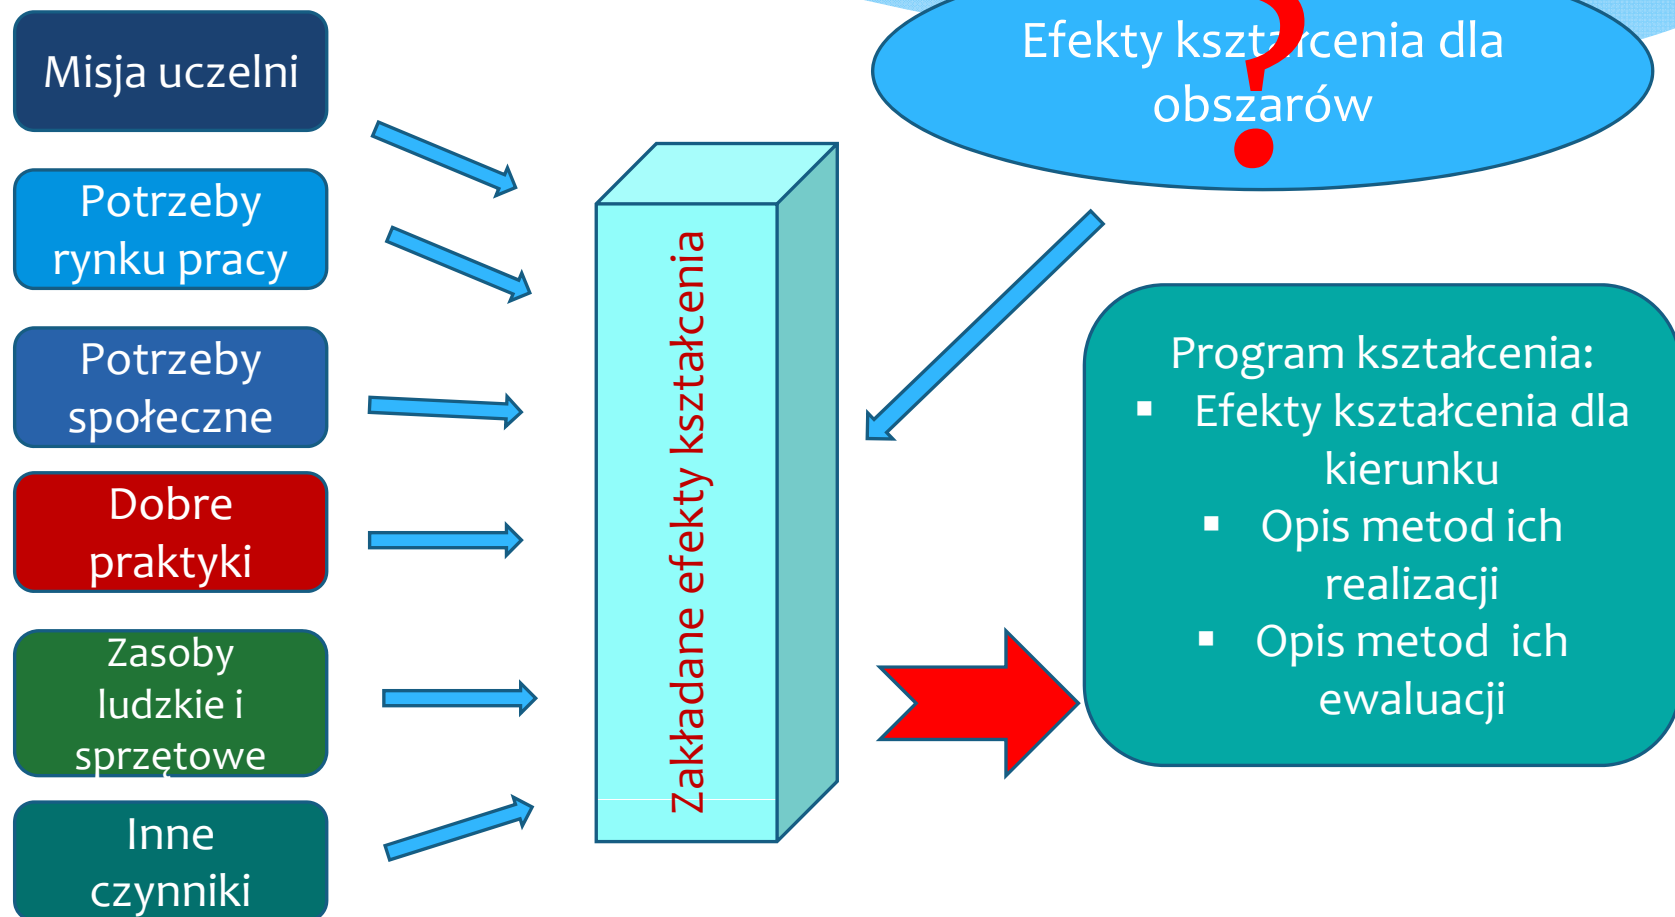 Misja uczelni
Potrzeby
rynku pracy
Potrzeby
społeczne
Dobre
praktyki
Zasoby
ludzkie i
sprzętowe
Inne
czynniki
Zakładane efekty kształcenia
Efekty kształcenia dla
obszarów
?
Program kształcenia:
▪ Efekty kształcenia dla
kierunku
▪ Opis metod ich
realizacji
▪ Opis metod ich
ewaluacji